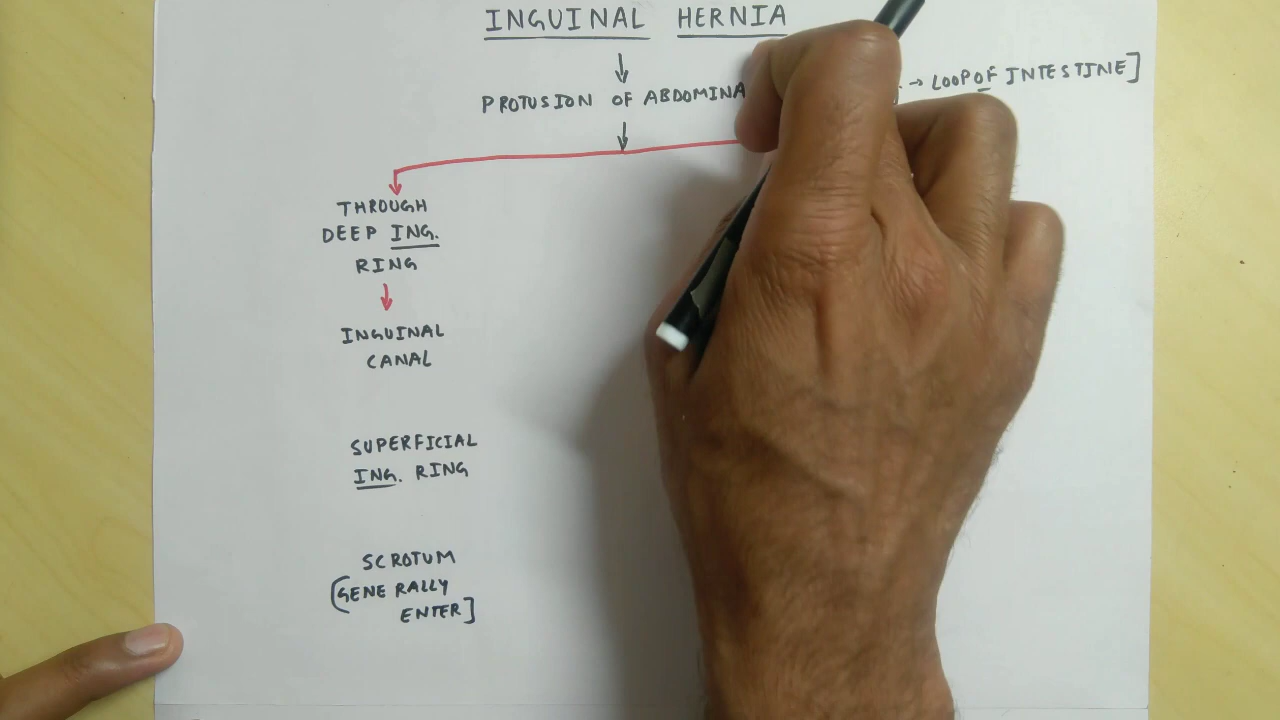 INGUINAL HERNIA
PROTUSION OF ABDOMINA → LOOP OF INTESTINE]
THROUGH
DEEP ING.
RING
INGUINAL
CANAL
SUPERFICIAL
ING. RING
SCROTUM
(GENERALLY
ENTER]